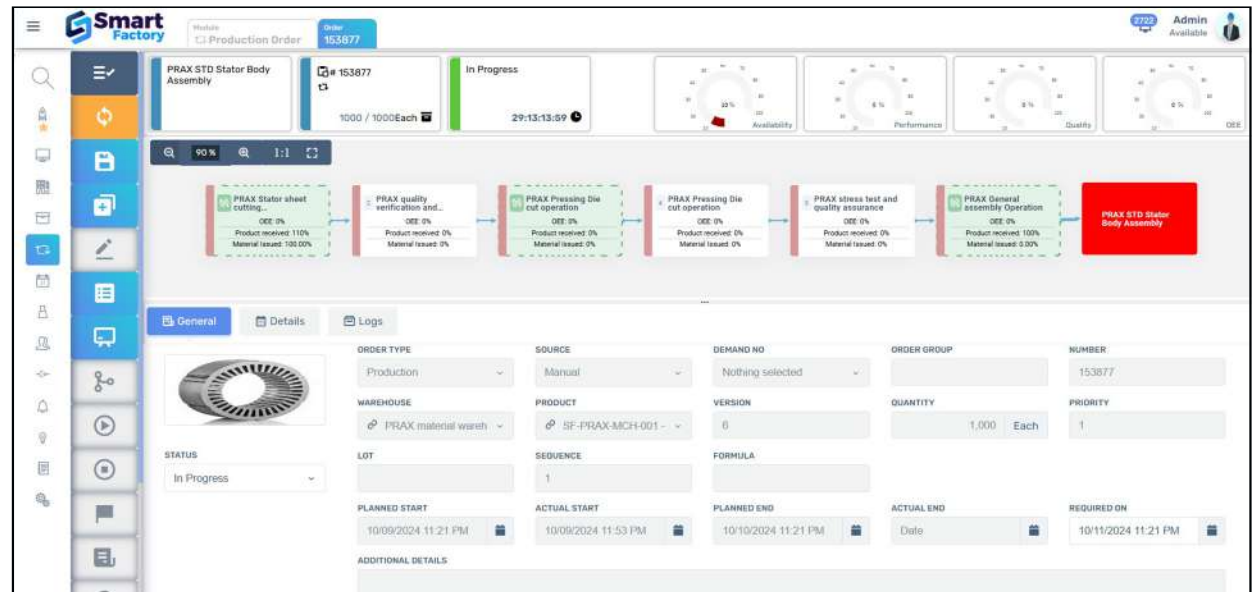 Smart
Factory
Module
Production Order
Order
153877
2722
Admin
Available
PRAX STD Stator Body
Assembly
# 153877
1000 / 1000Each
In Progress
29:13:13:59
Availability
0 %
Performance
0 %
Quality
0 %
OEE
90 %
1:1
PRAX Stator sheet
cutting...
OEE: 0%
Product received: 110%
Material Issued: 100.00%
PRAX quality
verification and...
OEE: 0%
Product received: 0%
Material Issued: 0%
PRAX Pressing Die
cut operation
OEE: 0%
Product received: 0%
Material Issued: 0%
PRAX Pressing Die
cut operation
OEE: 0%
Product received: 0%
Material Issued: 0%
PRAX stress test and
quality assurance
OEE: 0%
Product received: 0%
Material Issued: 0%
PRAX General
assembly Operation
OEE: 0%
Product received: 100%
Material Issued: 0.00%
PRAX STD Stator
Body Assembly
General
Details
Logs
ORDER TYPE
Production
SOURCE
Manual
DEMAND NO
Nothing selected
ORDER GROUP
NUMBER
153877
WAREHOUSE
PRAX material wareh
PRODUCT
SF-PRAX-MCH-001 -
VERSION
6
QUANTITY
1,000 Each
PRIORITY
1
STATUS
In Progress
LOT
SEQUENCE
1
FORMULA
PLANNED START
10/09/2024 11:21 PM
ACTUAL START
10/09/2024 11:53 PM
PLANNED END
10/10/2024 11:21 PM
ACTUAL END
Date
REQUIRED ON
10/11/2024 11:21 PM
ADDITIONAL DETAILS